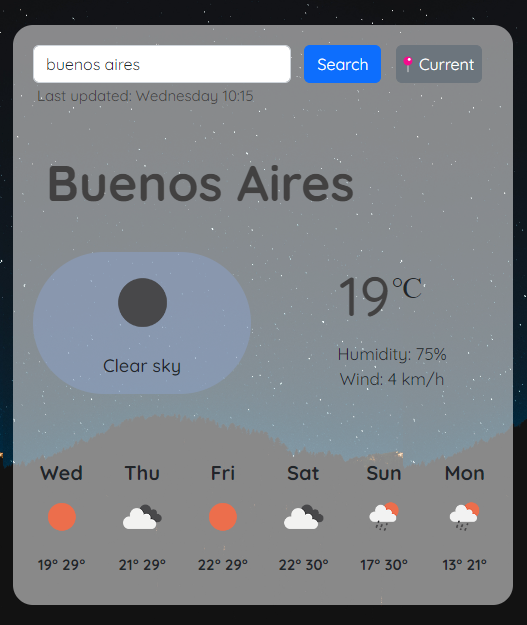 buenos aires Search Current
Last updated: Wednesday 10:15
Buenos Aires
19°C
Clear sky
Humidity: 75%
Wind: 4 km/h
Wed Thu Fri Sat Sun Mon
19° 29° 21° 29° 22° 29° 22° 30° 17° 30° 13° 21°